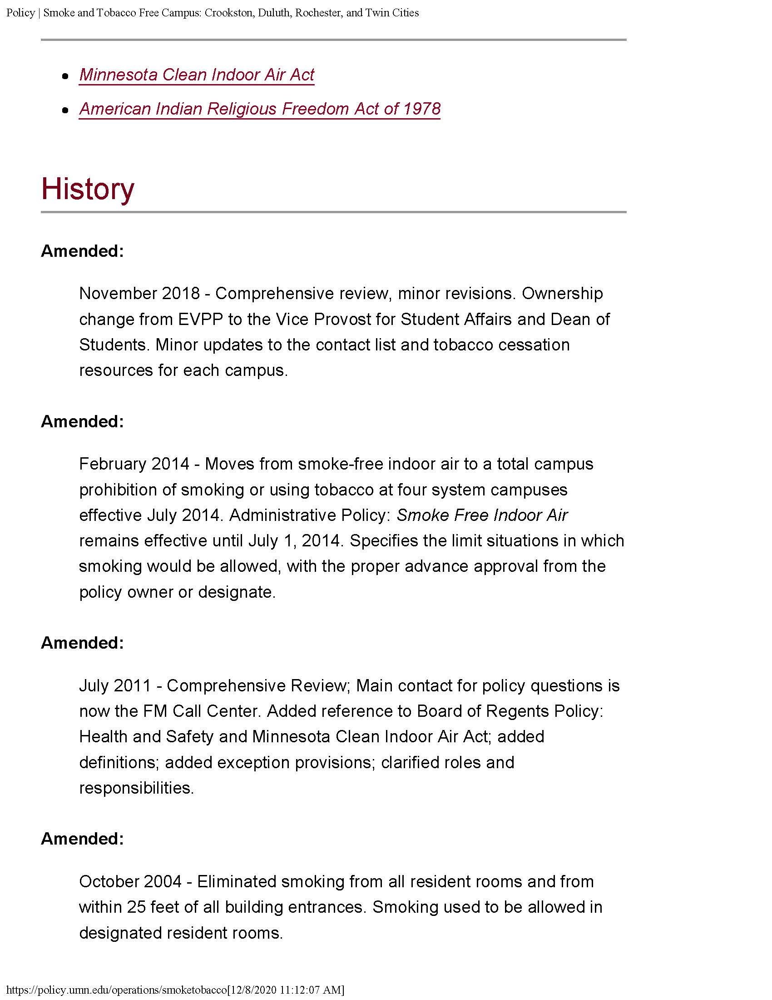 Policy | Smoke and Tobacco Free Campus: Crookston, Duluth, Rochester, and Twin Cities
Minnesota Clean Indoor Air Act
American Indian Religious Freedom Act of 1978
History
Amended:
November 2018 - Comprehensive review, minor revisions. Ownership
change from EVPP to the Vice Provost for Student Affairs and Dean of
Students. Minor updates to the contact list and tobacco cessation
resources for each campus.
Amended:
February 2014 - Moves from smoke-free indoor air to a total campus
prohibition of smoking or using tobacco at four system campuses
effective July 2014. Administrative Policy: Smoke Free Indoor Air
remains effective until July 1, 2014. Specifies the limit situations in which
smoking would be allowed, with the proper advance approval from the
policy owner or designate.
Amended:
July 2011 - Comprehensive Review; Main contact for policy questions is
now the FM Call Center. Added reference to Board of Regents Policy:
Health and Safety and Minnesota Clean Indoor Air Act; added
definitions; added exception provisions; clarified roles and
responsibilities.
Amended:
October 2004 - Eliminated smoking from all resident rooms and from
within 25 feet of all building entrances. Smoking used to be allowed in
designated resident rooms.
https://policy.umn.edu/operations/smoketobacco[12/8/2020 11:12:07 AM]